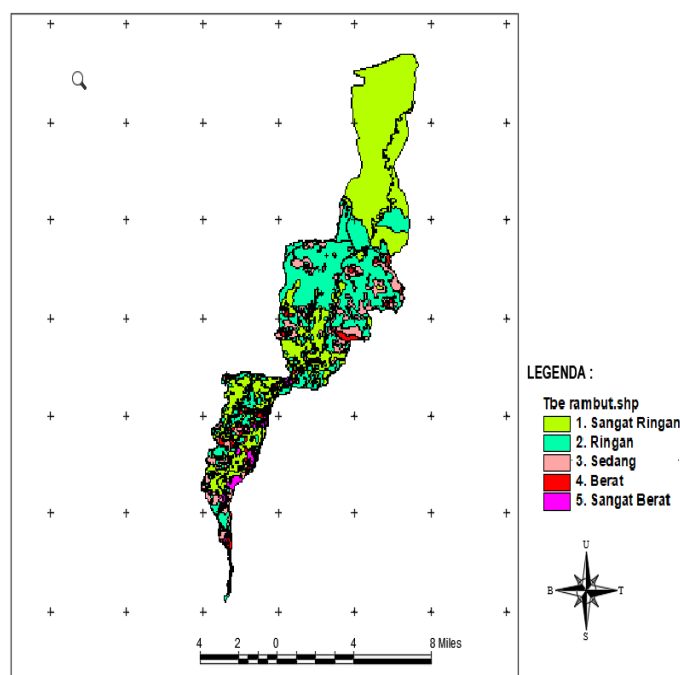 LEGENDA :
Tbe rambut.shp
1. Sangat Ringan
2. Ringan
3. Sedang
4. Berat
5. Sangat Berat
U
B T
S
4 2 0 4 8 Miles